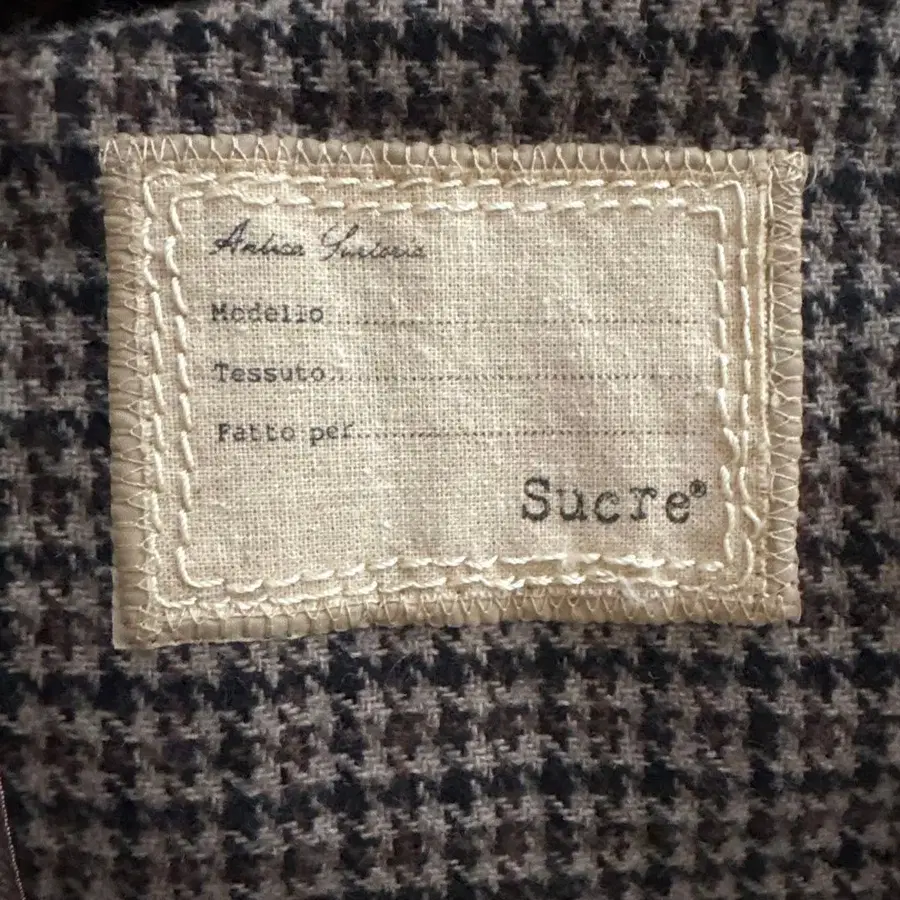 Antica Sartoria
Modello
Tessuto
Fatto per
Sucre®